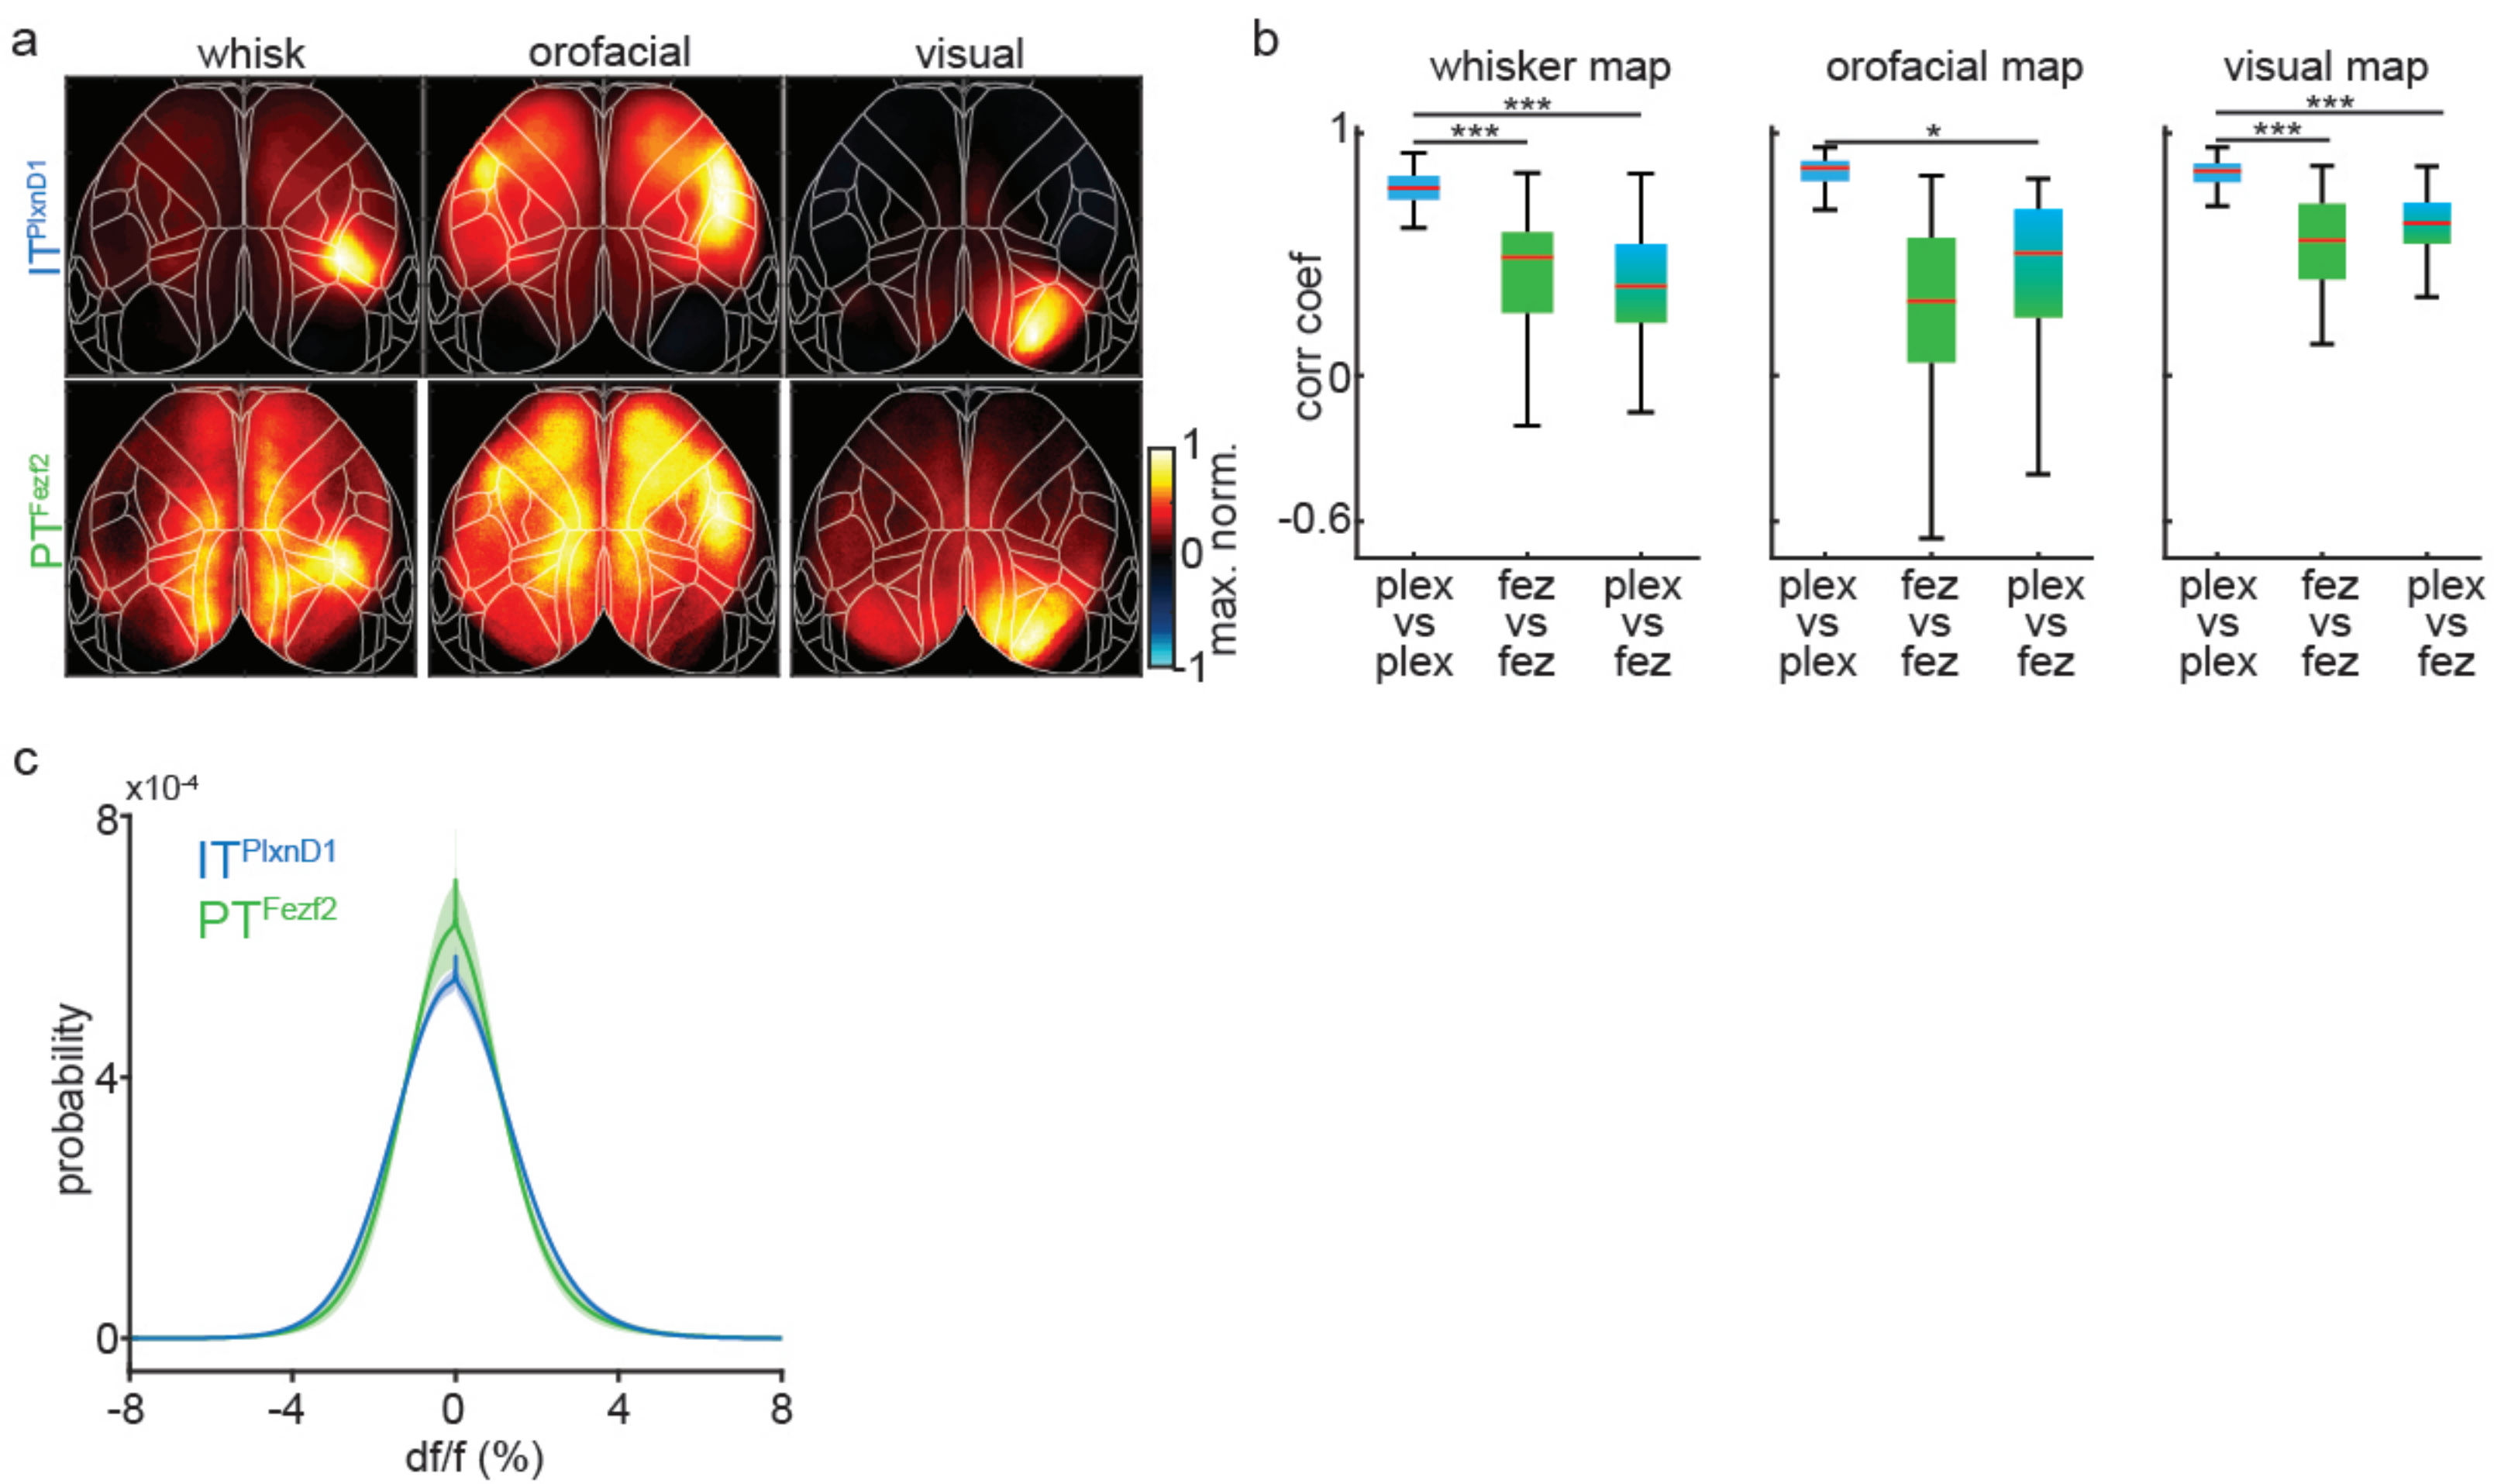 a
whisk
orofacial
visual
IT^PlxnD1
PT^Fezf2
1
0
-1
max. norm.
b
whisker map
orofacial map
visual map
***
***
*
***
***
1
0
-0.6
corr coef
plex vs plex
fez vs fez
plex vs fez
plex vs plex
fez vs fez
plex vs fez
plex vs plex
fez vs fez
plex vs fez
c
x10^-4
8
4
0
probability
IT^PlxnD1
PT^Fezf2
-8
-4
0
4
8
df/f (%)